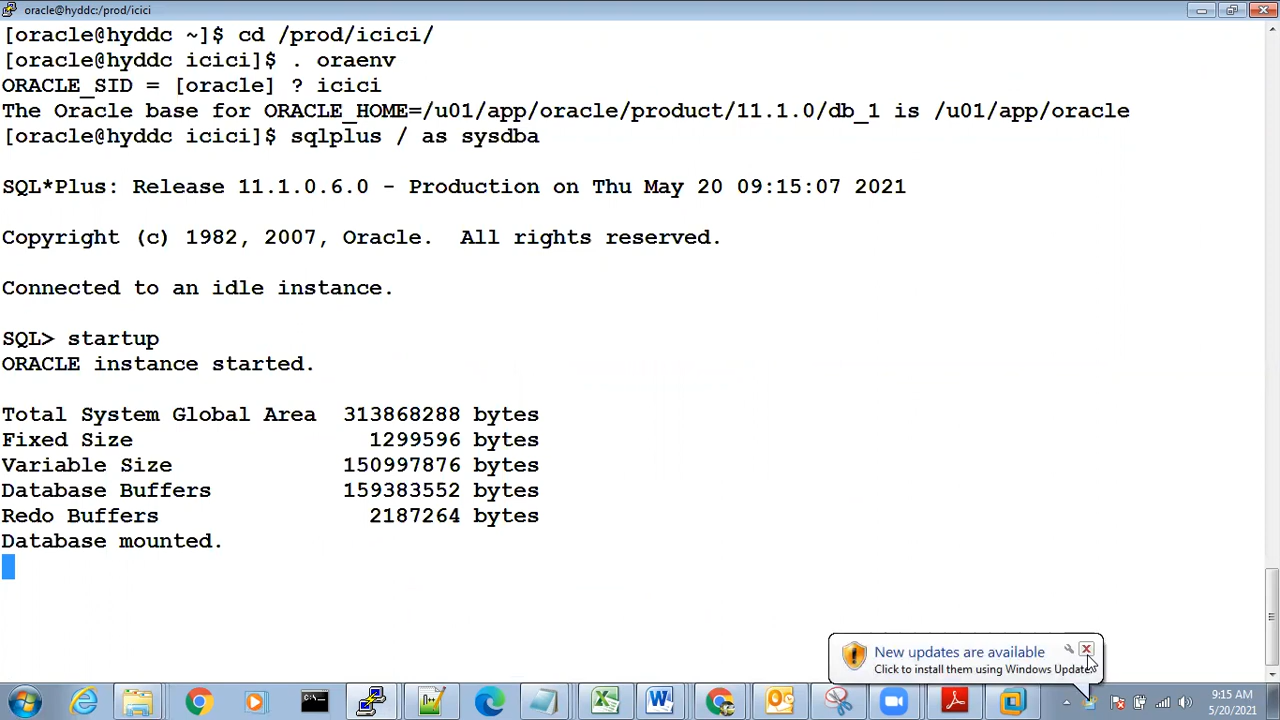 oracle@hyddc:/prod/icici
[oracle@hyddc ~]$ cd /prod/icici/
[oracle@hyddc icici]$ . oraenv
ORACLE_SID = [oracle] ? icici
The Oracle base for ORACLE_HOME=/u01/app/oracle/product/11.1.0/db_1 is /u01/app/oracle
[oracle@hyddc icici]$ sqlplus / as sysdba
SQL*Plus: Release 11.1.0.6.0 - Production on Thu May 20 09:15:07 2021
Copyright (c) 1982, 2007, Oracle.  All rights reserved.
Connected to an idle instance.
SQL> startup
ORACLE instance started.
Total System Global Area  313868288 bytes
Fixed Size                  1299596 bytes
Variable Size             150997876 bytes
Database Buffers          159383552 bytes
Redo Buffers                2187264 bytes
Database mounted.
New updates are available
Click to install them using Windows Update.
9:15 AM
5/20/2021